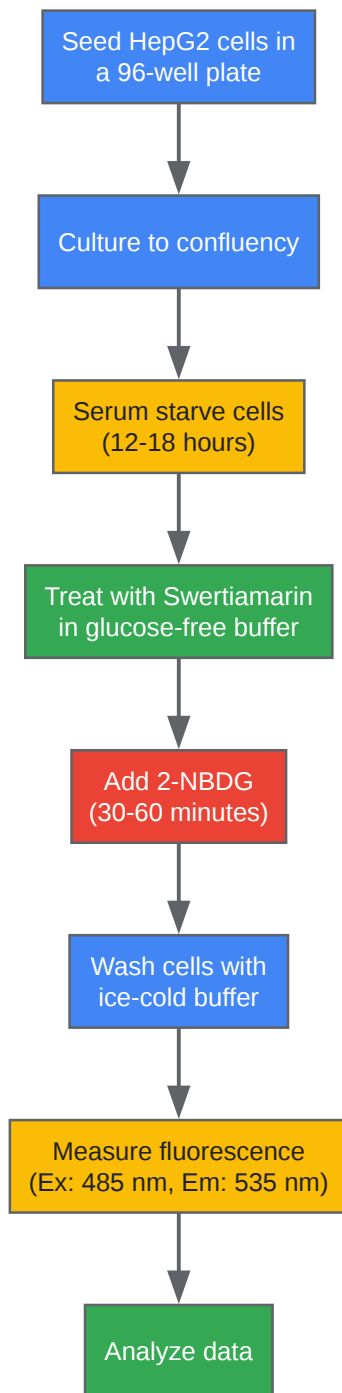 Seed HepG2 cells in
a 96-well plate
Culture to confluency
Serum starve cells
(12-18 hours)
Treat with Swertiamarin
in glucose-free buffer
Add 2-NBDG
(30-60 minutes)
Wash cells with
ice-cold buffer
Measure fluorescence
(Ex: 485 nm, Em: 535 nm)
Analyze data